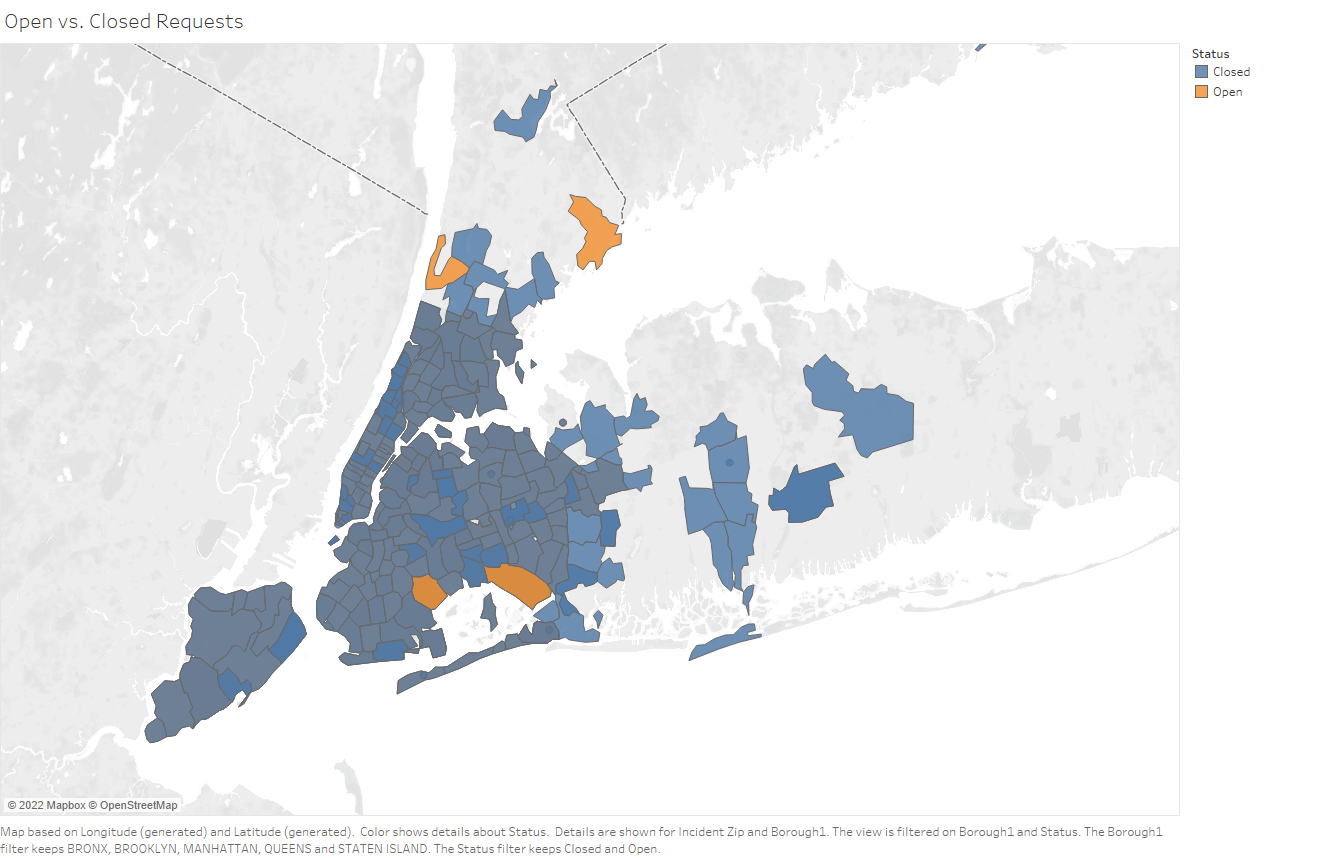 Open vs. Closed Requests
Status
Closed
Open
© 2022 Mapbox © OpenStreetMap
Map based on Longitude (generated) and Latitude (generated).  Color shows details about Status.  Details are shown for Incident Zip and Borough1. The view is filtered on Borough1 and Status. The Borough1
filter keeps BRONX, BROOKLYN, MANHATTAN, QUEENS and STATEN ISLAND. The Status filter keeps Closed and Open.